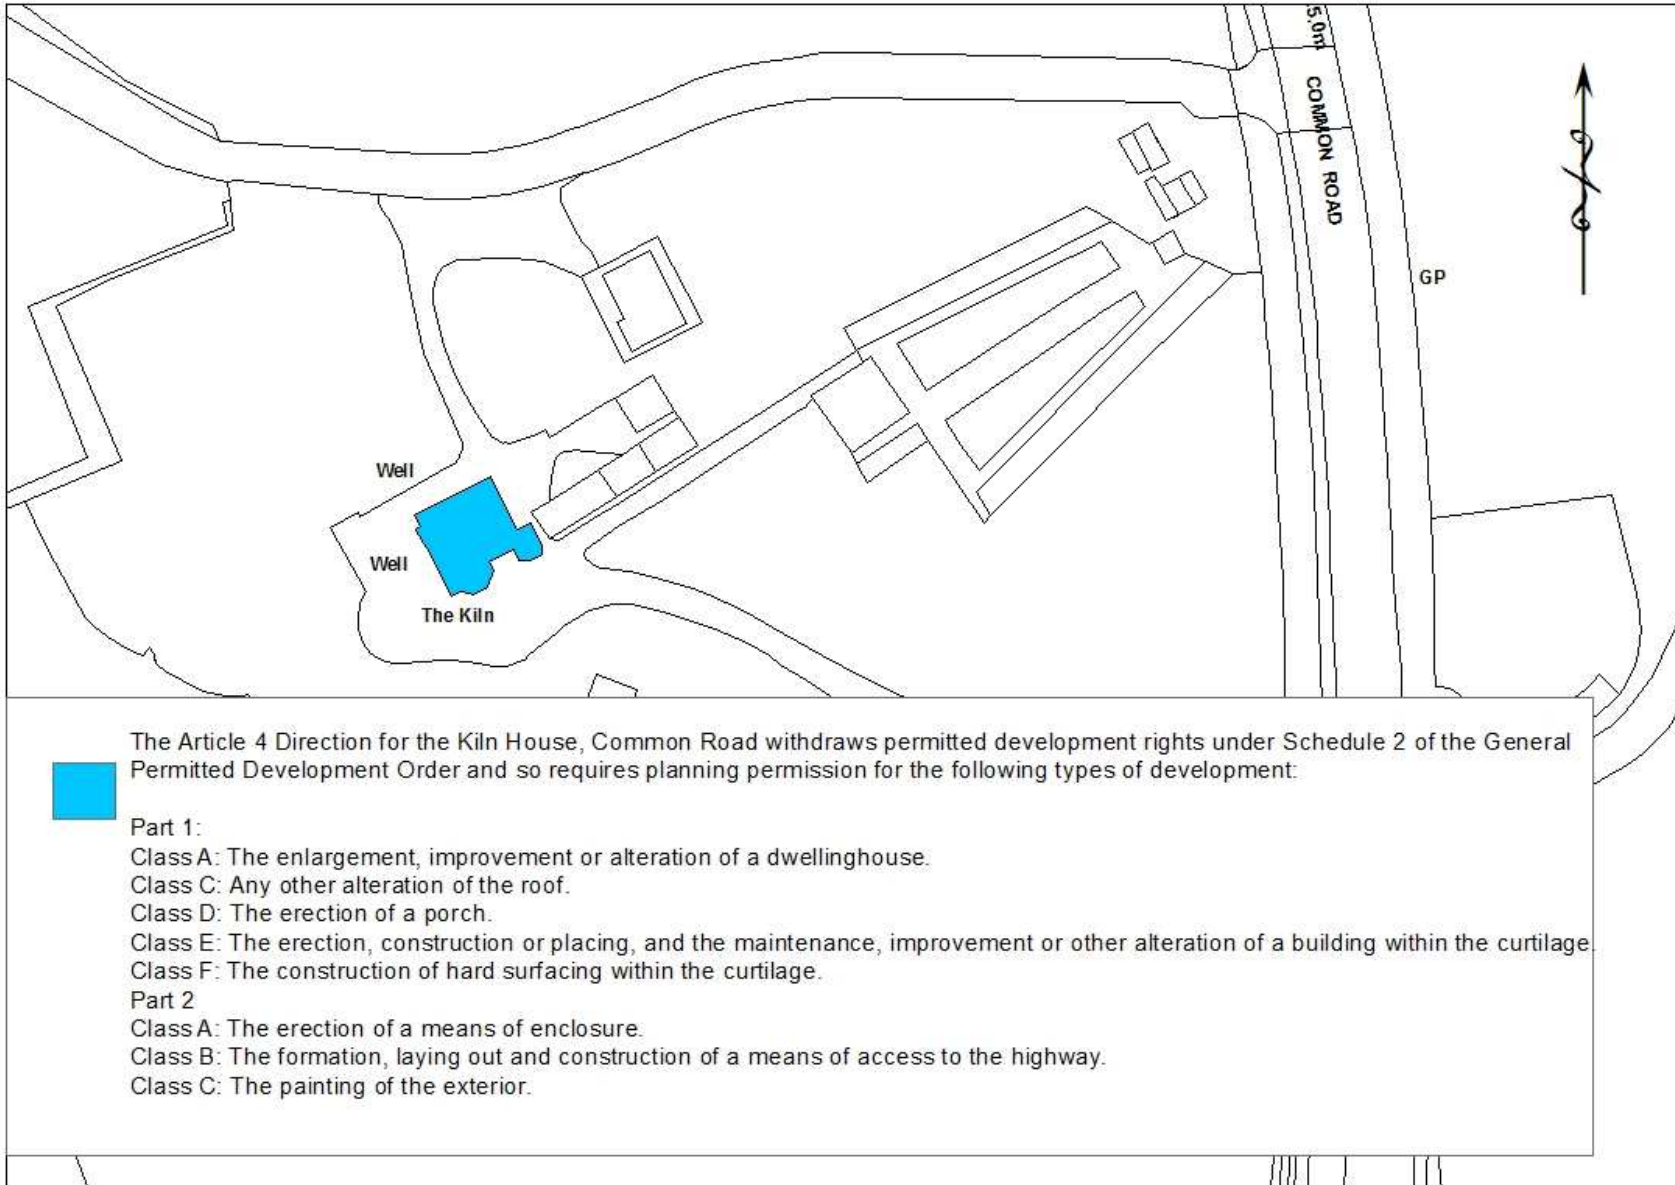 5.0m
COMMON ROAD
GP
Well
Well
The Kiln
The Article 4 Direction for the Kiln House, Common Road withdraws permitted development rights under Schedule 2 of the General
Permitted Development Order and so requires planning permission for the following types of development:
Part 1:
Class A: The enlargement, improvement or alteration of a dwellinghouse.
Class C: Any other alteration of the roof.
Class D: The erection of a porch.
Class E: The erection, construction or placing, and the maintenance, improvement or other alteration of a building within the curtilage.
Class F: The construction of hard surfacing within the curtilage.
Part 2
Class A: The erection of a means of enclosure.
Class B: The formation, laying out and construction of a means of access to the highway.
Class C: The painting of the exterior.